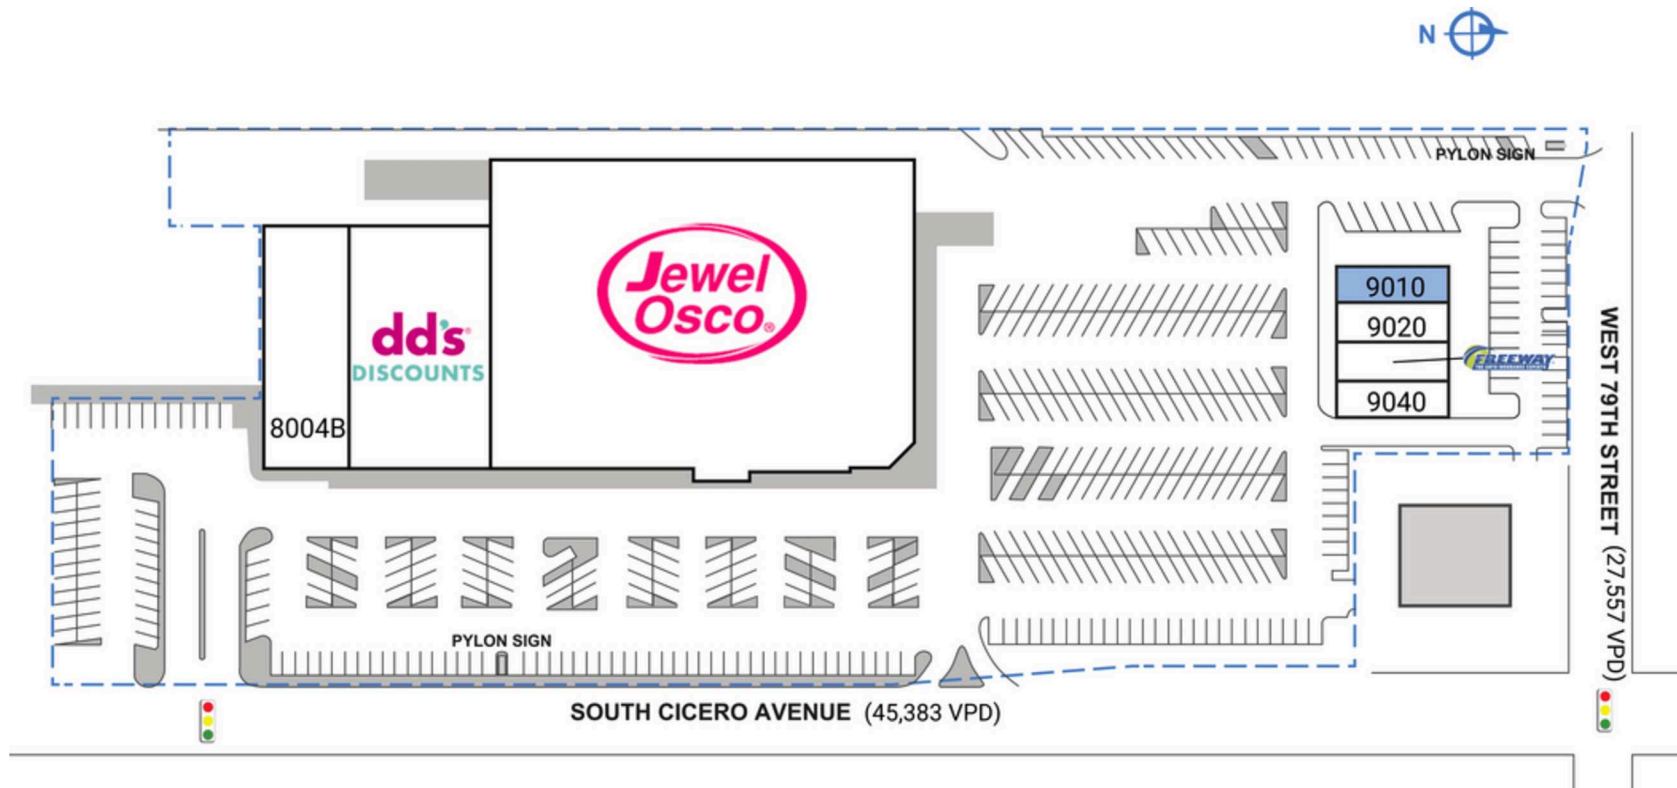 N
PYLON SIGN
Jewel
Osco®
dd's®
DISCOUNTS
8004B
9010
9020
FREEWAY
9040
WEST 79TH STREET (27,557 VPD)
PYLON SIGN
SOUTH CICERO AVENUE (45,383 VPD)